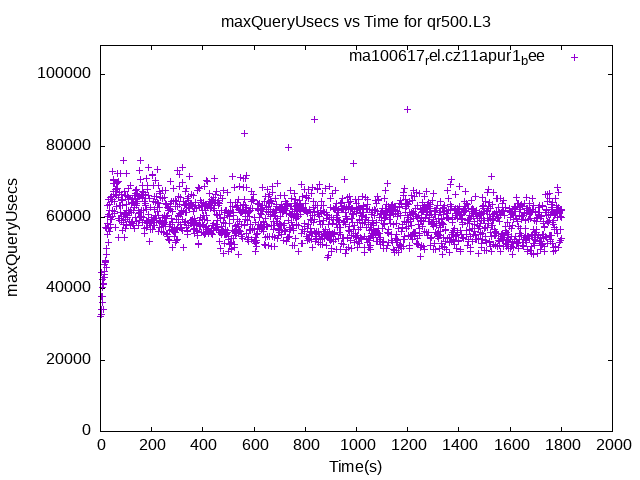 maxQueryUsecs vs Time for qr500.L3
ma100617rel.cz11apur1bee
100000
80000
60000
40000
20000
0
maxQueryUsecs
0 200 400 600 800 1000 1200 1400 1600 1800 2000
Time(s)